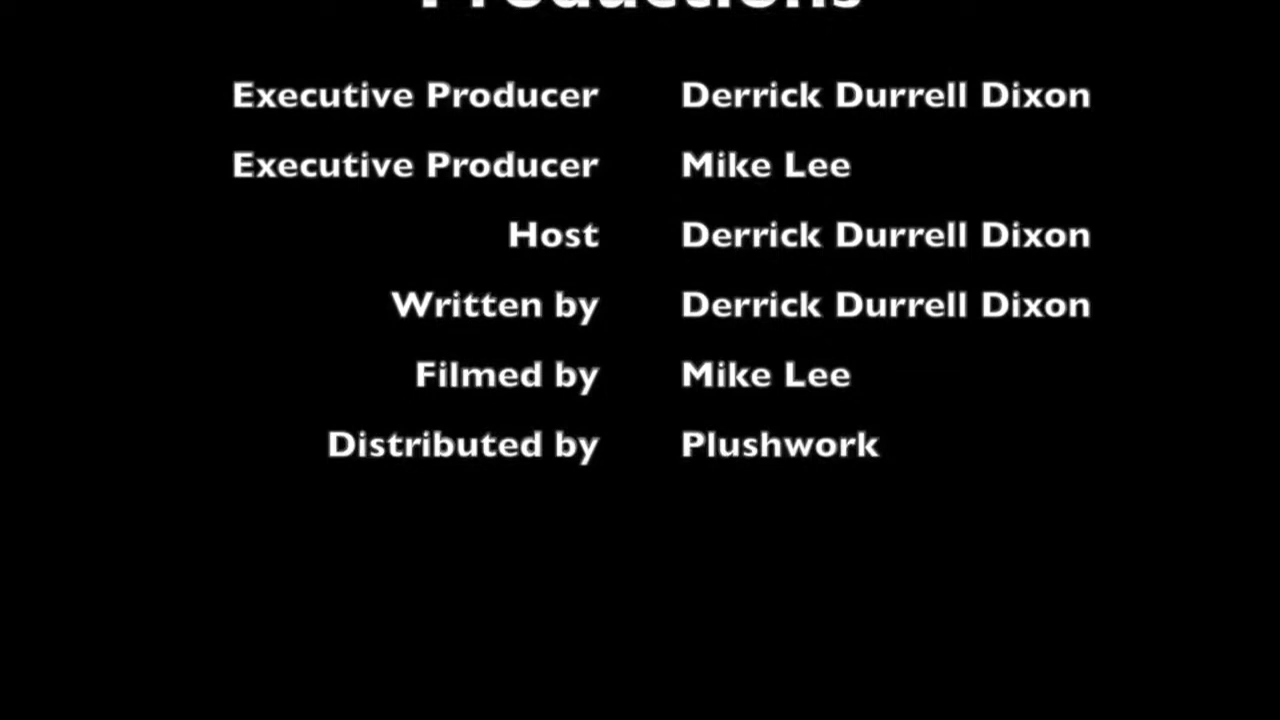 Productions
Executive Producer Derrick Durrell Dixon
Executive Producer Mike Lee
Host Derrick Durrell Dixon
Written by Derrick Durrell Dixon
Filmed by Mike Lee
Distributed by Plushwork